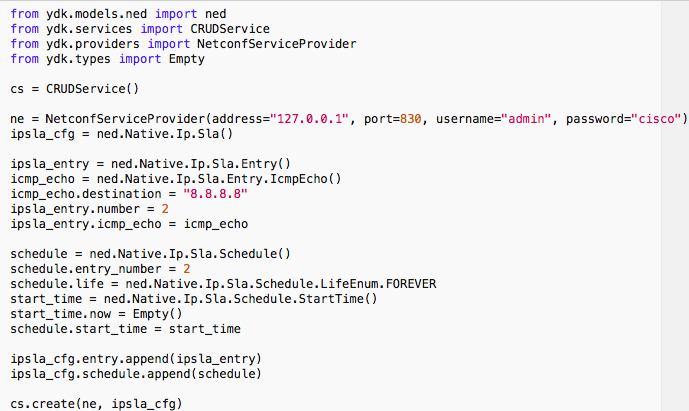 from ydk.models.ned import ned
from ydk.services import CRUDService
from ydk.providers import NetconfServiceProvider
from ydk.types import Empty
cs = CRUDService()
ne = NetconfServiceProvider(address="127.0.0.1", port=830, username="admin", password="cisco")
ipsla_cfg = ned.Native.Ip.Sla()
ipsla_entry = ned.Native.Ip.Sla.Entry()
icmp_echo = ned.Native.Ip.Sla.Entry.IcmpEcho()
icmp_echo.destination = "8.8.8.8"
ipsla_entry.number = 2
ipsla_entry.icmp_echo = icmp_echo
schedule = ned.Native.Ip.Sla.Schedule()
schedule.entry_number = 2
schedule.life = ned.Native.Ip.Sla.Schedule.LifeEnum.FOREVER
start_time = ned.Native.Ip.Sla.Schedule.StartTime()
start_time.now = Empty()
schedule.start_time = start_time
ipsla_cfg.entry.append(ipsla_entry)
ipsla_cfg.schedule.append(schedule)
cs.create(ne, ipsla_cfg)